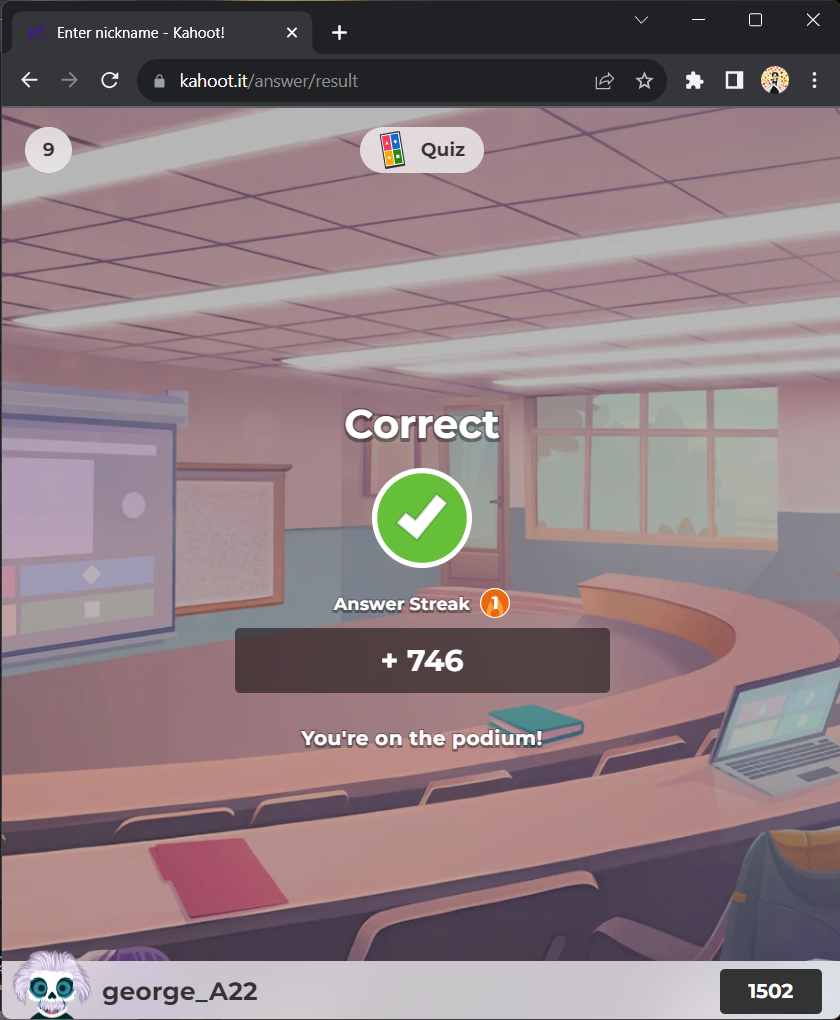 Enter nickname - Kahoot!
kahoot.it/answer/result
9
Quiz
Correct
Answer Streak 1
+ 746
You're on the podium!
george_A22
1502